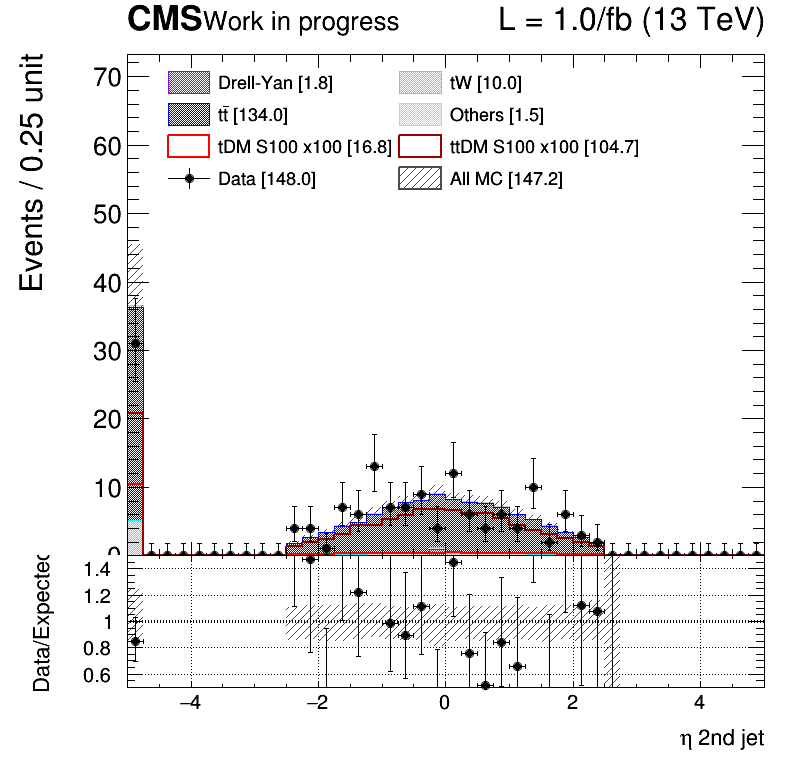 CMS Work in progress L = 1.0/fb (13 TeV)
Events / 0.25 unit
70
60
50
40
30
20
10
0
Drell-Yan [1.8] tW [10.0]
tt̄ [134.0] Others [1.5]
tDM S100 x100 [16.8] ttDM S100 x100 [104.7]
Data [148.0] All MC [147.2]
Data/Expected
1.4
1.2
1
0.8
0.6
−4 −2 0 2 4
η 2nd jet